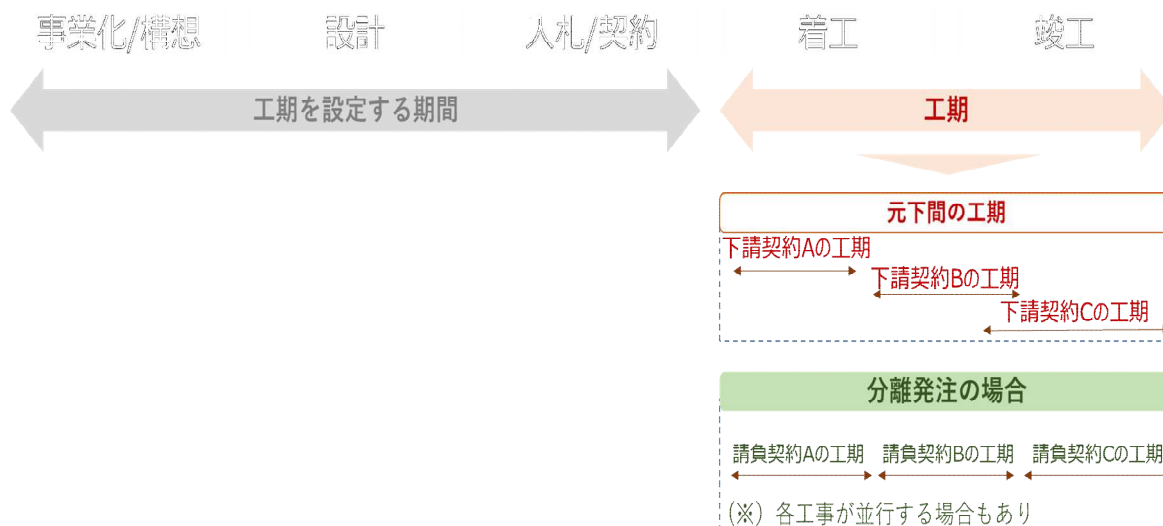 事業化/構想 設計 入札/契約 着工 竣工
工期を設定する期間 工期
元下間の工期
下請契約Aの工期
下請契約Bの工期
下請契約Cの工期
分離発注の場合
請負契約Aの工期 請負契約Bの工期 請負契約Cの工期
(※) 各工事が並行する場合もあり